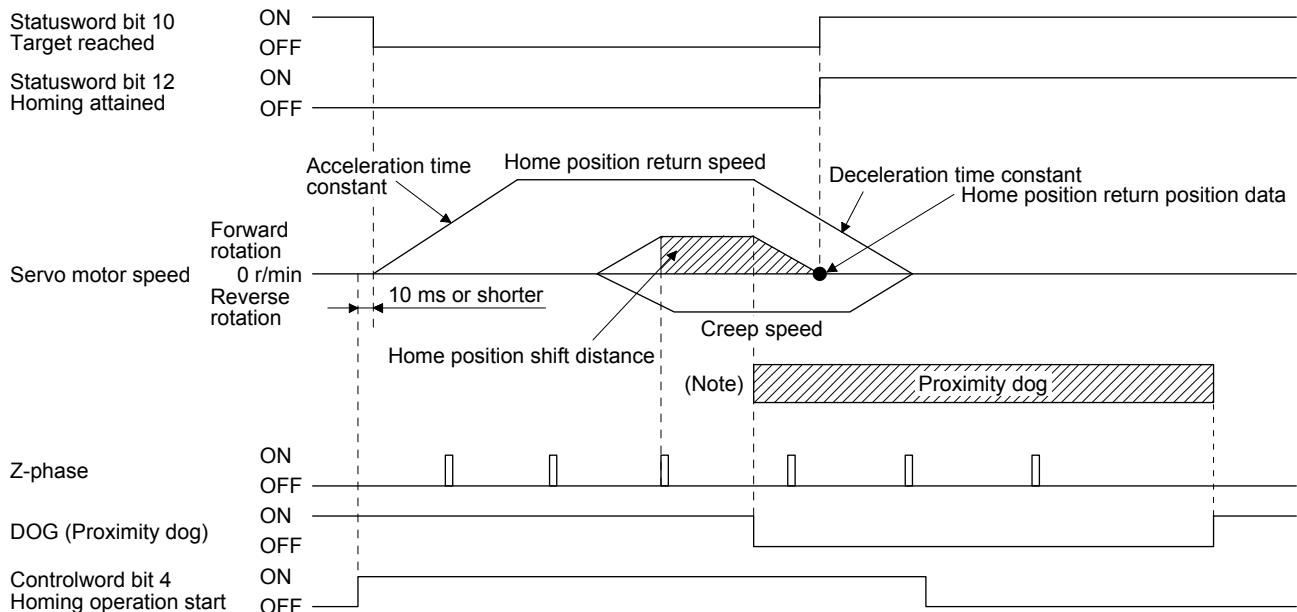 Statusword bit 10
Target reached
ON
OFF
Statusword bit 12
Homing attained
ON
OFF
Acceleration time
constant
Home position return speed
Deceleration time constant
Home position return position data
Forward
rotation
Servo motor speed
0 r/min
Reverse
rotation
10 ms or shorter
Creep speed
Home position shift distance
(Note)
Proximity dog
Z-phase
ON
OFF
DOG (Proximity dog)
ON
OFF
Controlword bit 4
Homing operation start
ON
OFF